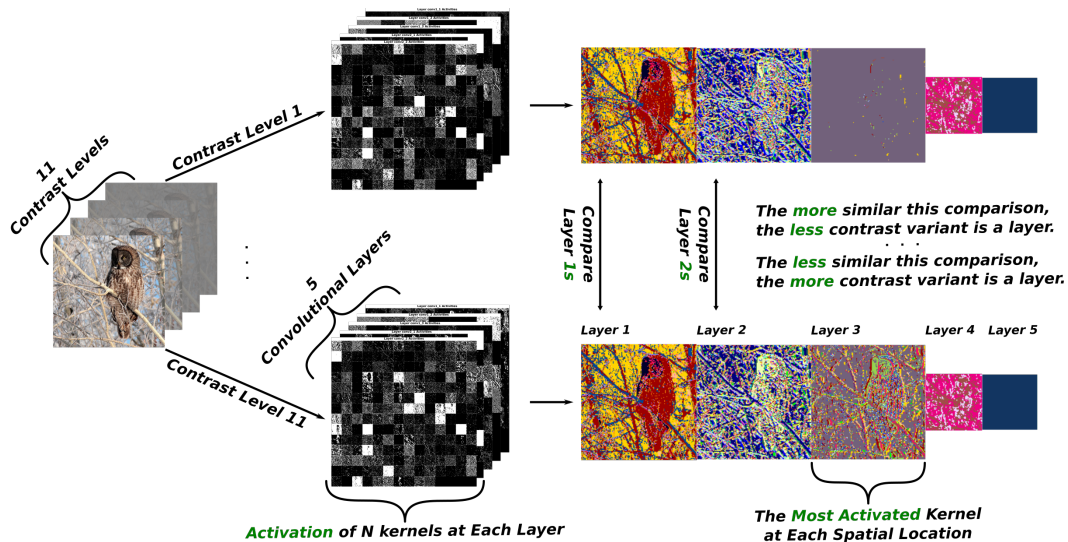 11
Contrast Levels
Contrast Level 1
Contrast Level 11
5
Convolutional Layers
Layer conv1_1 Activities
Activation of N kernels at Each Layer
Compare
Layer 1s
Compare
Layer 2s
The more similar this comparison,
the less contrast variant is a layer.
. . .
The less similar this comparison,
the more contrast variant is a layer.
Layer 1 Layer 2 Layer 3 Layer 4 Layer 5
The Most Activated Kernel
at Each Spatial Location